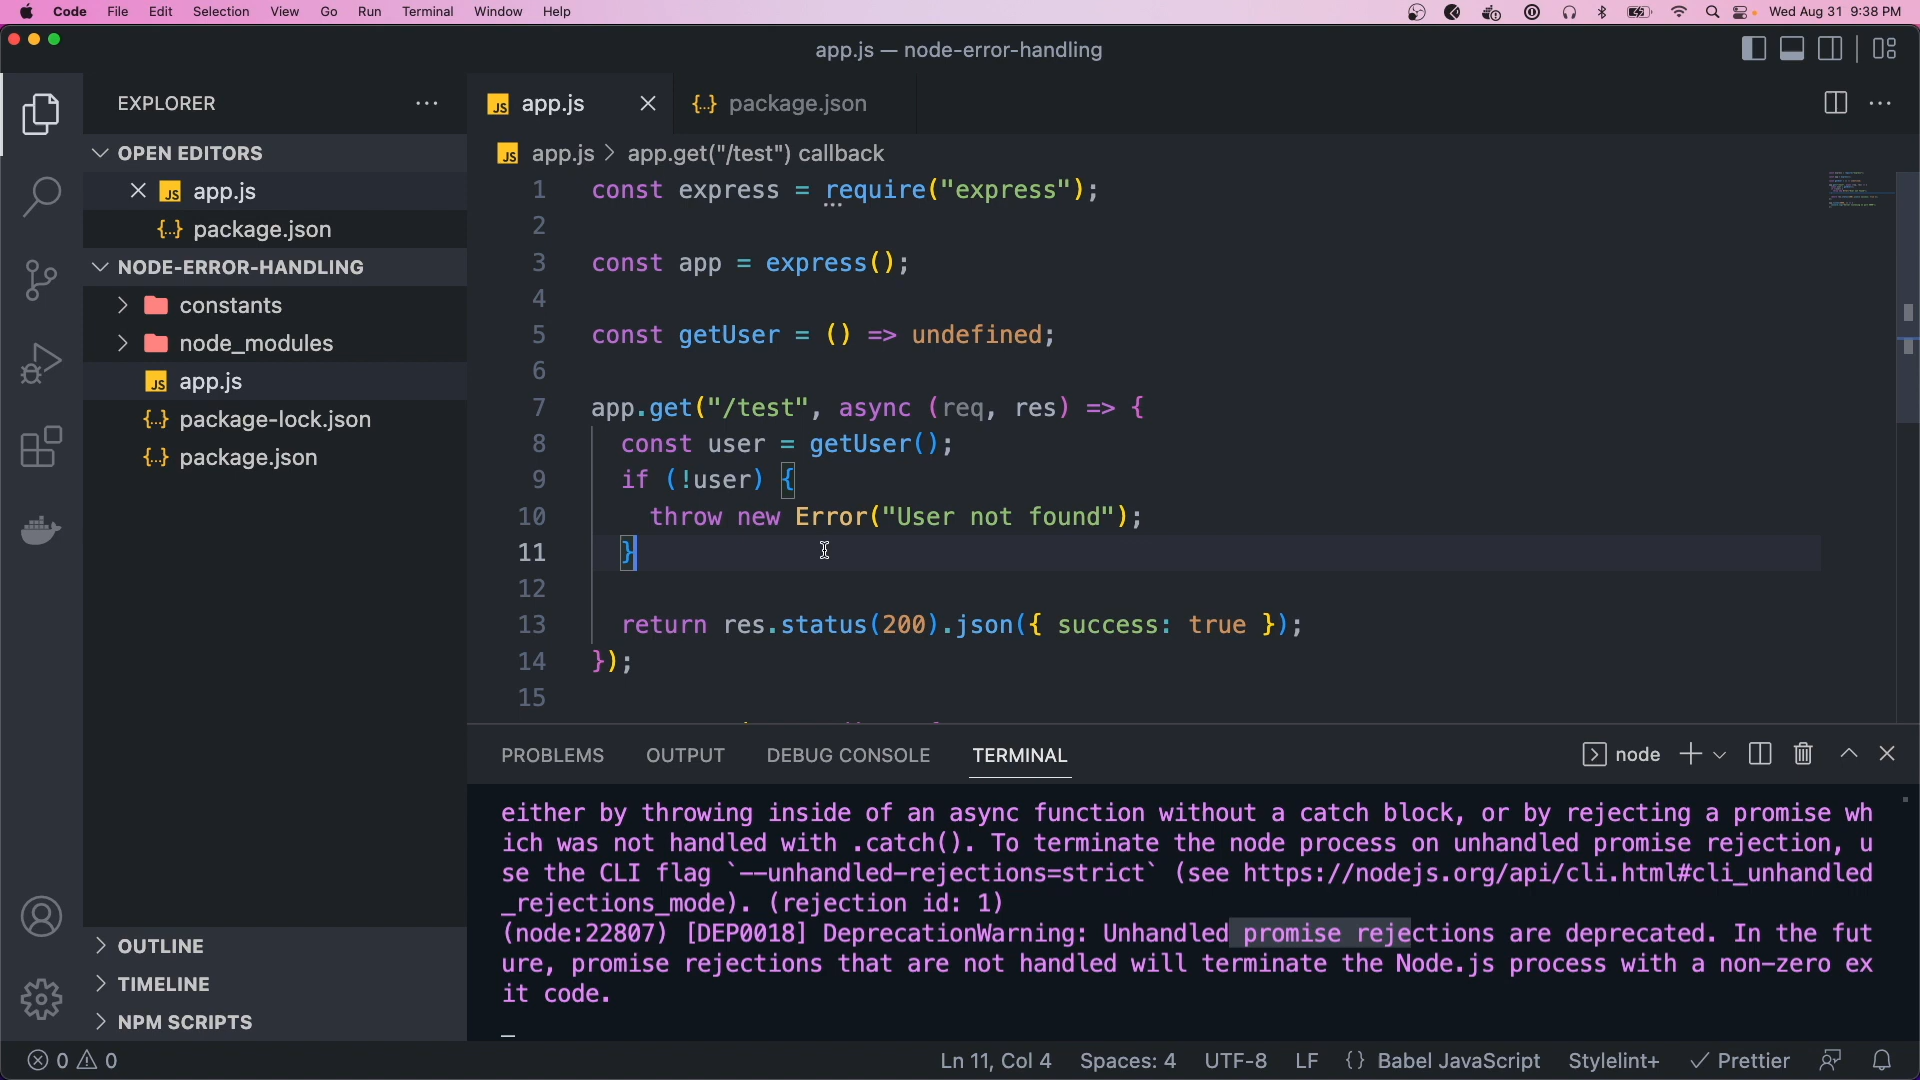 Code File Edit Selection View Go Run Terminal Window Help Wed Aug 31 9:38 PM
app.js — node-error-handling
EXPLORER
app.js
package.json
OPEN EDITORS
app.js
package.json
NODE-ERROR-HANDLING
constants
node_modules
app.js
package-lock.json
package.json
OUTLINE
TIMELINE
NPM SCRIPTS
app.js > app.get("/test") callback
1 const express = require("express");
2
3 const app = express();
4
5 const getUser = () => undefined;
6
7 app.get("/test", async (req, res) => {
8 const user = getUser();
9 if (!user) {
10 throw new Error("User not found");
11 }
12
13 return res.status(200).json({ success: true });
14 });
15
PROBLEMS OUTPUT DEBUG CONSOLE TERMINAL node
either by throwing inside of an async function without a catch block, or by rejecting a promise wh
ich was not handled with .catch(). To terminate the node process on unhandled promise rejection, u
se the CLI flag `--unhandled-rejections=strict` (see https://nodejs.org/api/cli.html#cli_unhandled
_rejections_mode). (rejection id: 1)
(node:22807) [DEP0018] DeprecationWarning: Unhandled promise rejections are deprecated. In the fut
ure, promise rejections that are not handled will terminate the Node.js process with a non-zero ex
it code.
0 0 Ln 11, Col 4 Spaces: 4 UTF-8 LF {} Babel JavaScript Stylelint+ Prettier